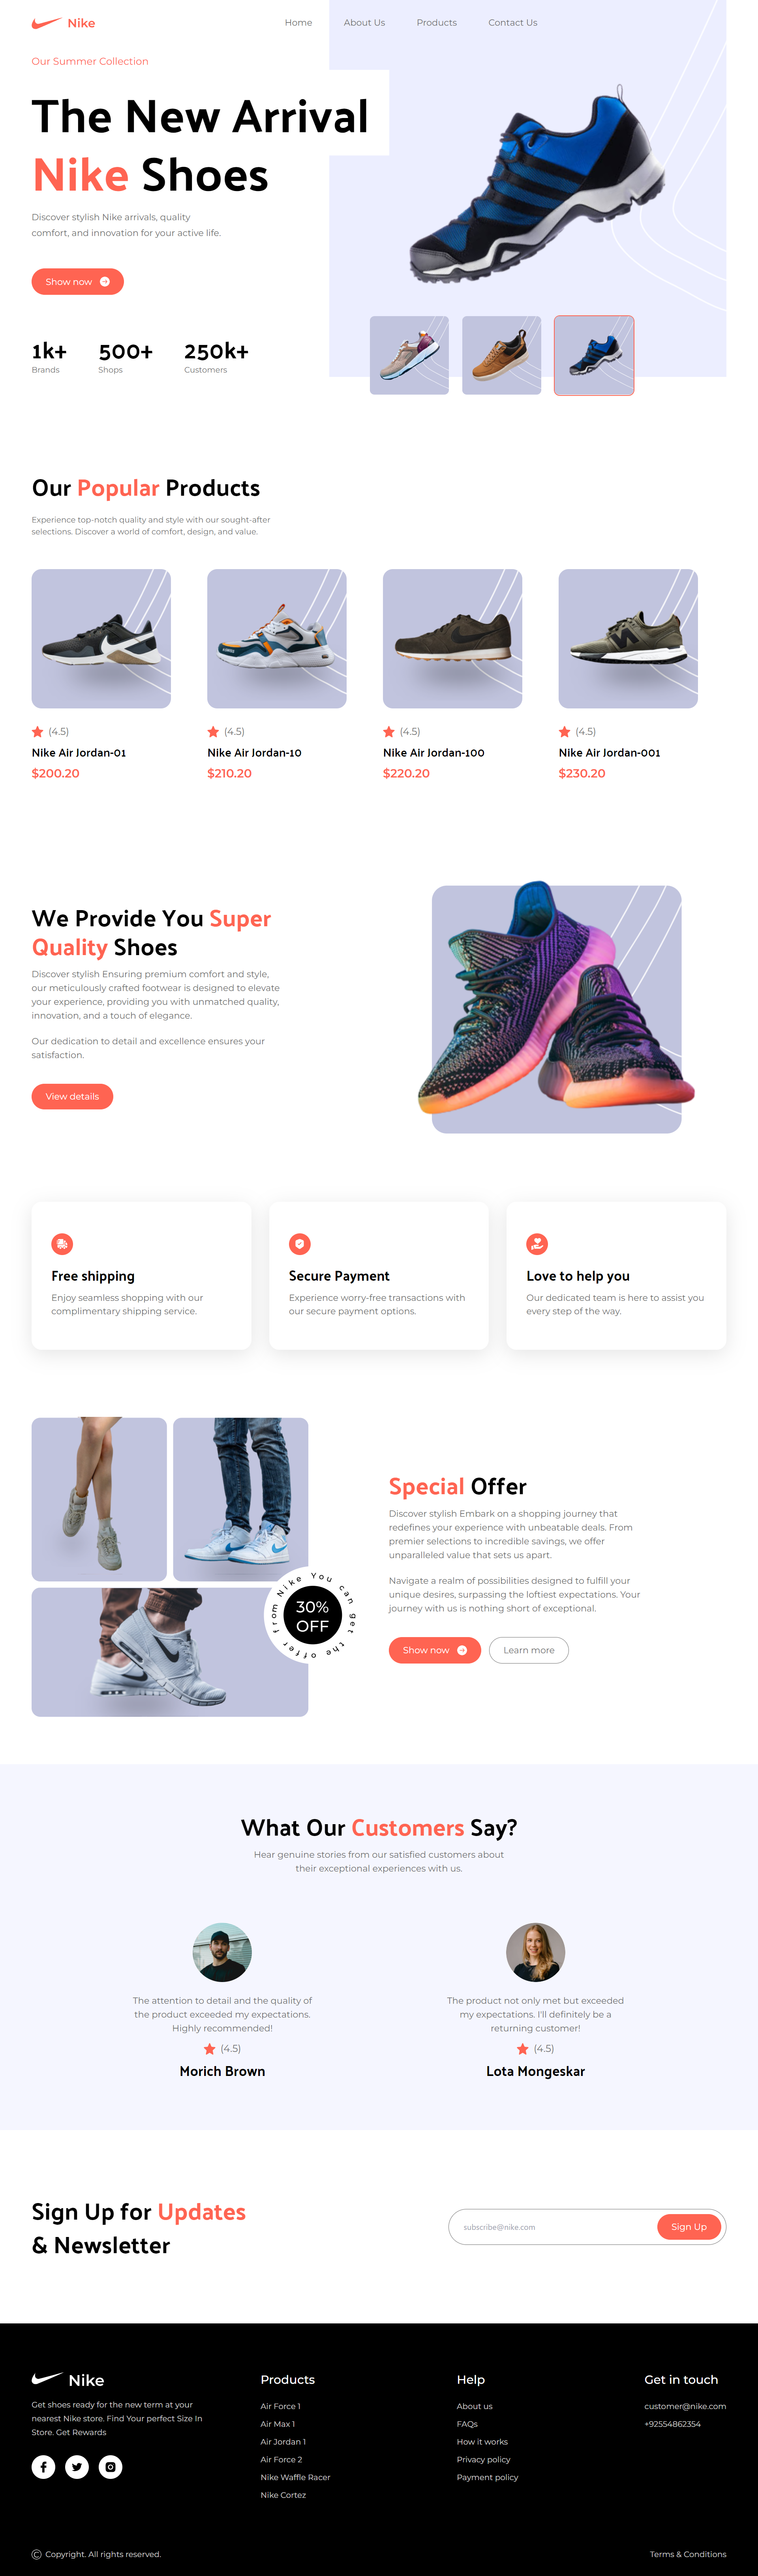 Nike
Home About Us Products Contact Us
Our Summer Collection
The New Arrival
Nike Shoes
Discover stylish Nike arrivals, quality
comfort, and innovation for your active life.
Show now
1k+ 500+ 250k+
Brands Shops Customers
Our Popular Products
Experience top-notch quality and style with our sought-after
selections. Discover a world of comfort, design, and value.
(4.5) (4.5) (4.5) (4.5)
Nike Air Jordan-01 Nike Air Jordan-10 Nike Air Jordan-100 Nike Air Jordan-001
$200.20 $210.20 $220.20 $230.20
We Provide You Super
Quality Shoes
Discover stylish Ensuring premium comfort and style,
our meticulously crafted footwear is designed to elevate
your experience, providing you with unmatched quality,
innovation, and a touch of elegance.
Our dedication to detail and excellence ensures your
satisfaction.
View details
Free shipping
Enjoy seamless shopping with our
complimentary shipping service.
Secure Payment
Experience worry-free transactions with
our secure payment options.
Love to help you
Our dedicated team is here to assist you
every step of the way.
You can get the offer from Nike
30%
OFF
Special Offer
Discover stylish Embark on a shopping journey that
redefines your experience with unbeatable deals. From
premier selections to incredible savings, we offer
unparalleled value that sets us apart.
Navigate a realm of possibilities designed to fulfill your
unique desires, surpassing the loftiest expectations. Your
journey with us is nothing short of exceptional.
Show now Learn more
What Our Customers Say?
Hear genuine stories from our satisfied customers about
their exceptional experiences with us.
The attention to detail and the quality of
the product exceeded my expectations.
Highly recommended!
(4.5)
Morich Brown
The product not only met but exceeded
my expectations. I'll definitely be a
returning customer!
(4.5)
Lota Mongeskar
Sign Up for Updates
& Newsletter
subscribe@nike.com Sign Up
Nike
Get shoes ready for the new term at your
nearest Nike store. Find Your perfect Size In
Store. Get Rewards
Products
Air Force 1
Air Max 1
Air Jordan 1
Air Force 2
Nike Waffle Racer
Nike Cortez
Help
About us
FAQs
How it works
Privacy policy
Payment policy
Get in touch
customer@nike.com
+92554862354
© Copyright. All rights reserved.
Terms & Conditions